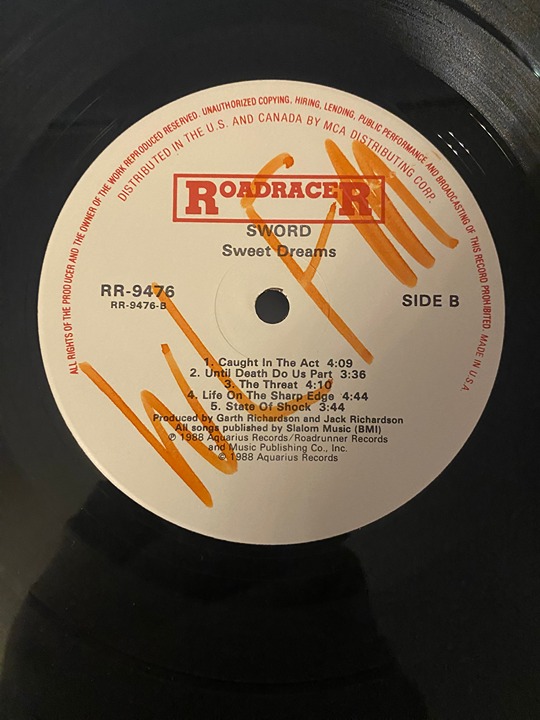 ALL RIGHTS OF THE PRODUCER AND THE OWNER OF THE WORK REPRODUCED RESERVED. UNAUTHORIZED COPYING, HIRING, LENDING, PUBLIC PERFORMANCE AND BROADCASTING OF THIS RECORD PROHIBITED. MADE IN U.S.A.
DISTRIBUTED IN THE U.S. AND CANADA BY MCA DISTRIBUTING CORP.
ROADRACER
SWORD
Sweet Dreams
RR-9476
RR-9476-B
SIDE B
1. Caught In The Act 4:09
2. Until Death Do Us Part 3:36
3. The Threat 4:10
4. Life On The Sharp Edge 4:44
5. State Of Shock 3:44
Produced by Garth Richardson and Jack Richardson
All songs published by Slalom Music (BMI)
℗ 1988 Aquarius Records/Roadrunner Records
and Music Publishing Co., Inc.
© 1988 Aquarius Records